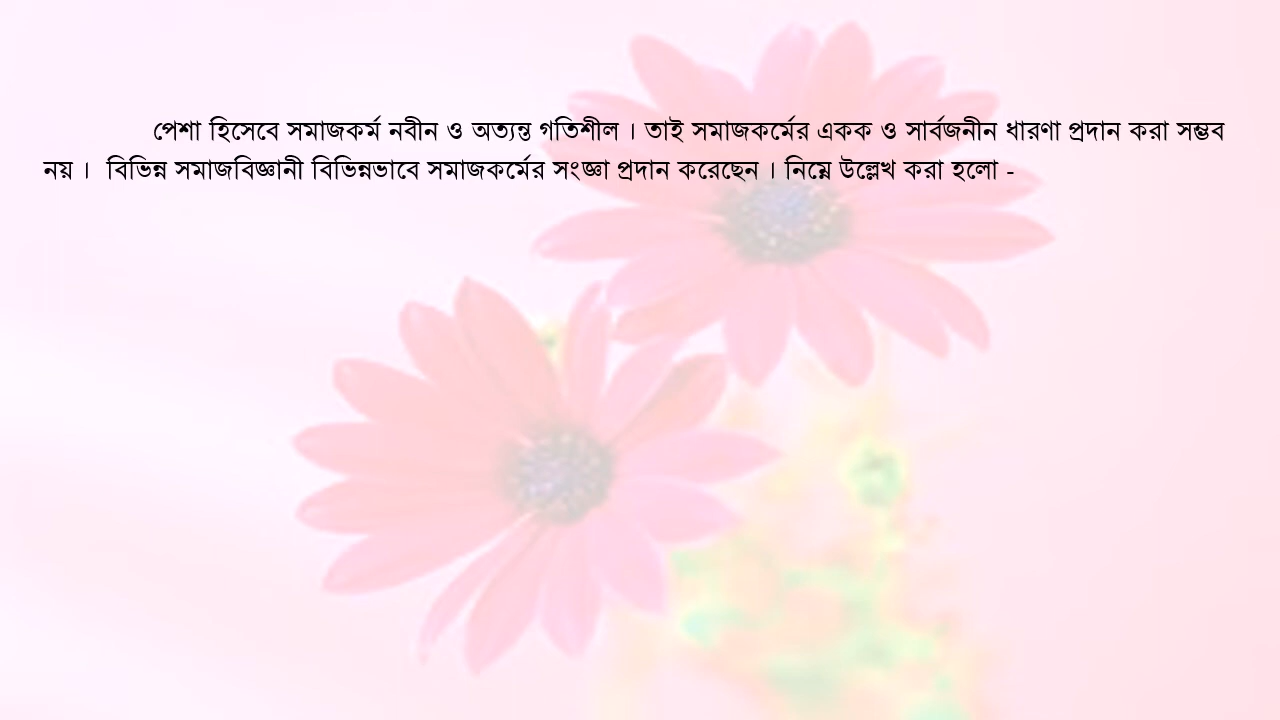 পেশা হিসেবে সমাজকর্ম নবীন ও অত্যন্ত গতিশীল । তাই সমাজকর্মের একক ও সার্বজনীন ধারণা প্রদান করা সম্ভব
নয় । বিভিন্ন সমাজবিজ্ঞানী বিভিন্নভাবে সমাজকর্মের সংজ্ঞা প্রদান করেছেন । নিম্নে উল্লেখ করা হলো -